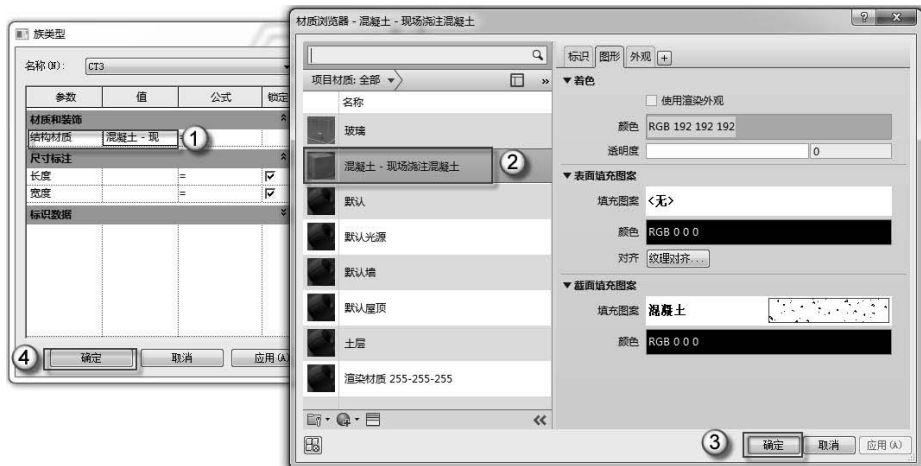 族类型
名称(N): CT3
参数 值 公式 锁定
材质和装饰
结构材质 混凝土 - 现 =
①
尺寸标注
长度 =
宽度 =
标识数据
④
确定 取消 应用(A)
材质浏览器 - 混凝土 - 现场浇注混凝土
项目材质: 全部
名称
玻璃
混凝土 - 现场浇注混凝土
②
默认
默认光源
默认墙
默认屋顶
土层
渲染材质 255-255-255
标识 图形 外观
着色
使用渲染外观
颜色 RGB 192 192 192
透明度 0
表面填充图案
填充图案 <无>
颜色 RGB 0 0 0
对齐 纹理对齐...
截面填充图案
填充图案 混凝土
颜色 RGB 0 0 0
③
确定 取消 应用(A)